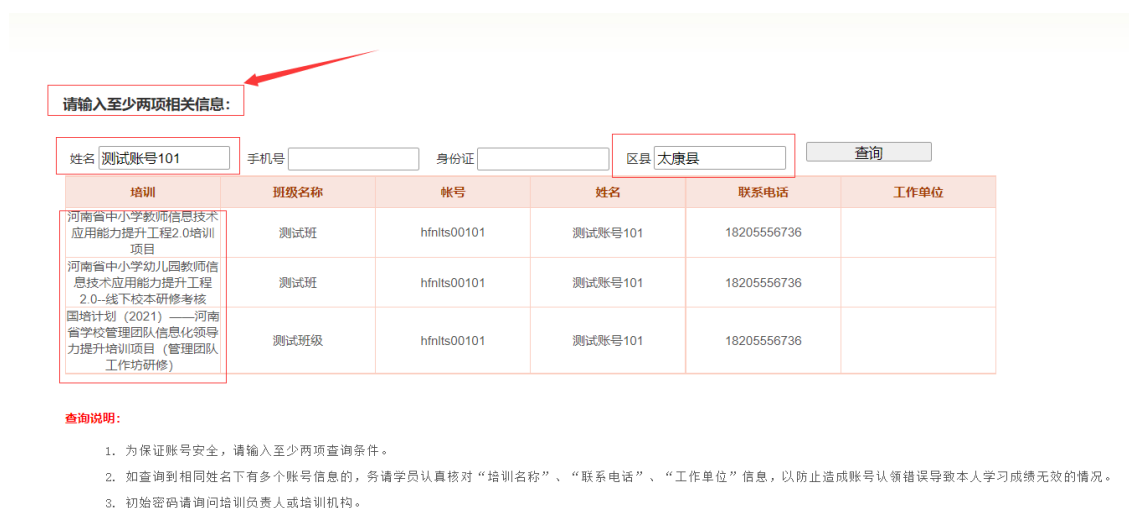 请输入至少两项相关信息：
姓名 测试账号101 手机号 身份证 区县 太康县 查询
培训 班级名称 帐号 姓名 联系电话 工作单位
河南省中小学教师信息技术
应用能力提升工程2.0培训
项目
测试班 hfnlts00101 测试账号101 18205556736
河南省中小学幼儿园教师信
息技术应用能力提升工程
2.0--线下校本研修考核
测试班 hfnlts00101 测试账号101 18205556736
国培计划（2021）——河南
省学校管理团队信息化领导
力提升培训项目（管理团队
工作坊研修）
测试班级 hfnlts00101 测试账号101 18205556736
查询说明：
1. 为保证账号安全，请输入至少两项查询条件。
2. 如查询到相同姓名下有多个账号信息的，务请学员认真核对“培训名称”、“联系电话”、“工作单位”信息，以防止造成账号认领错误导致本人学习成绩无效的情况。
3. 初始密码请询问培训负责人或培训机构。